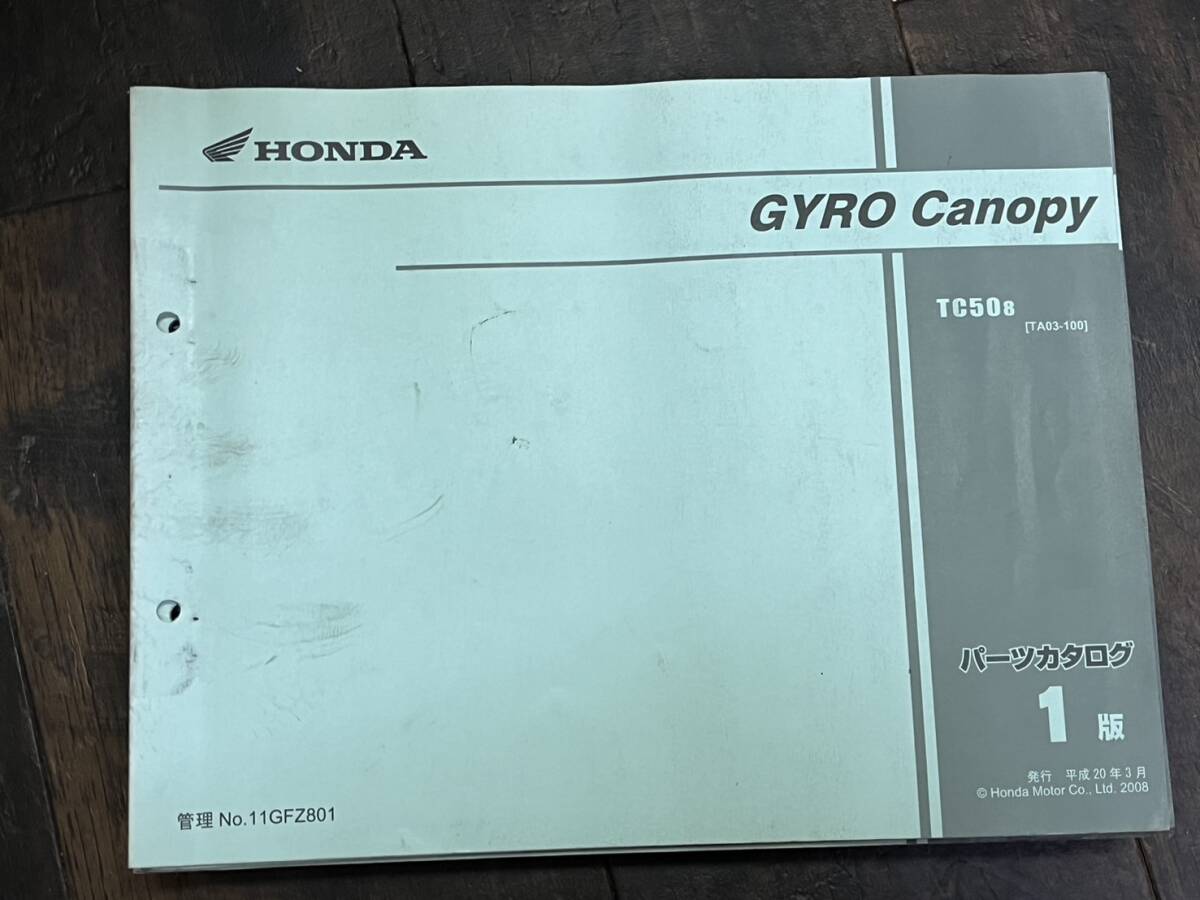 HONDA
GYRO Canopy
TC508
[TA03-100]
パーツカタログ
1版
発行 平成20年3月
© Honda Motor Co., Ltd. 2008
管理 No.11GFZ801